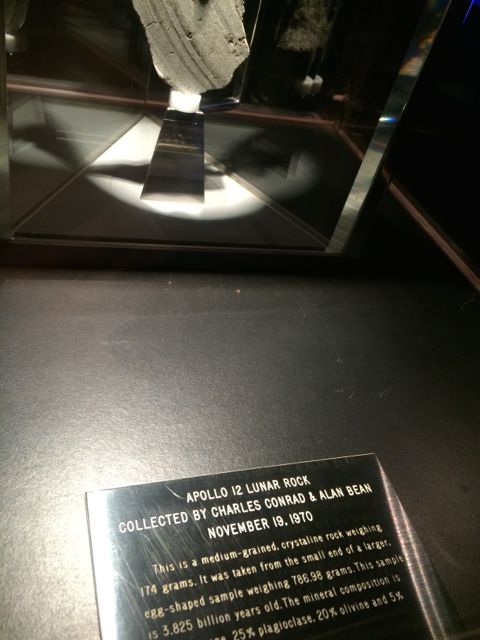 APOLLO 12 LUNAR ROCK
COLLECTED BY CHARLES CONRAD & ALAN BEAN
NOVEMBER 19, 1970
This is a medium-grained, crystaline rock weighing
174 grams. It was taken from the small end of a larger,
egg-shaped sample weighing 786.98 grams. This sample
is 3.825 billion years old. The mineral composition is
25% plagioclase, 20% olivine and 5%